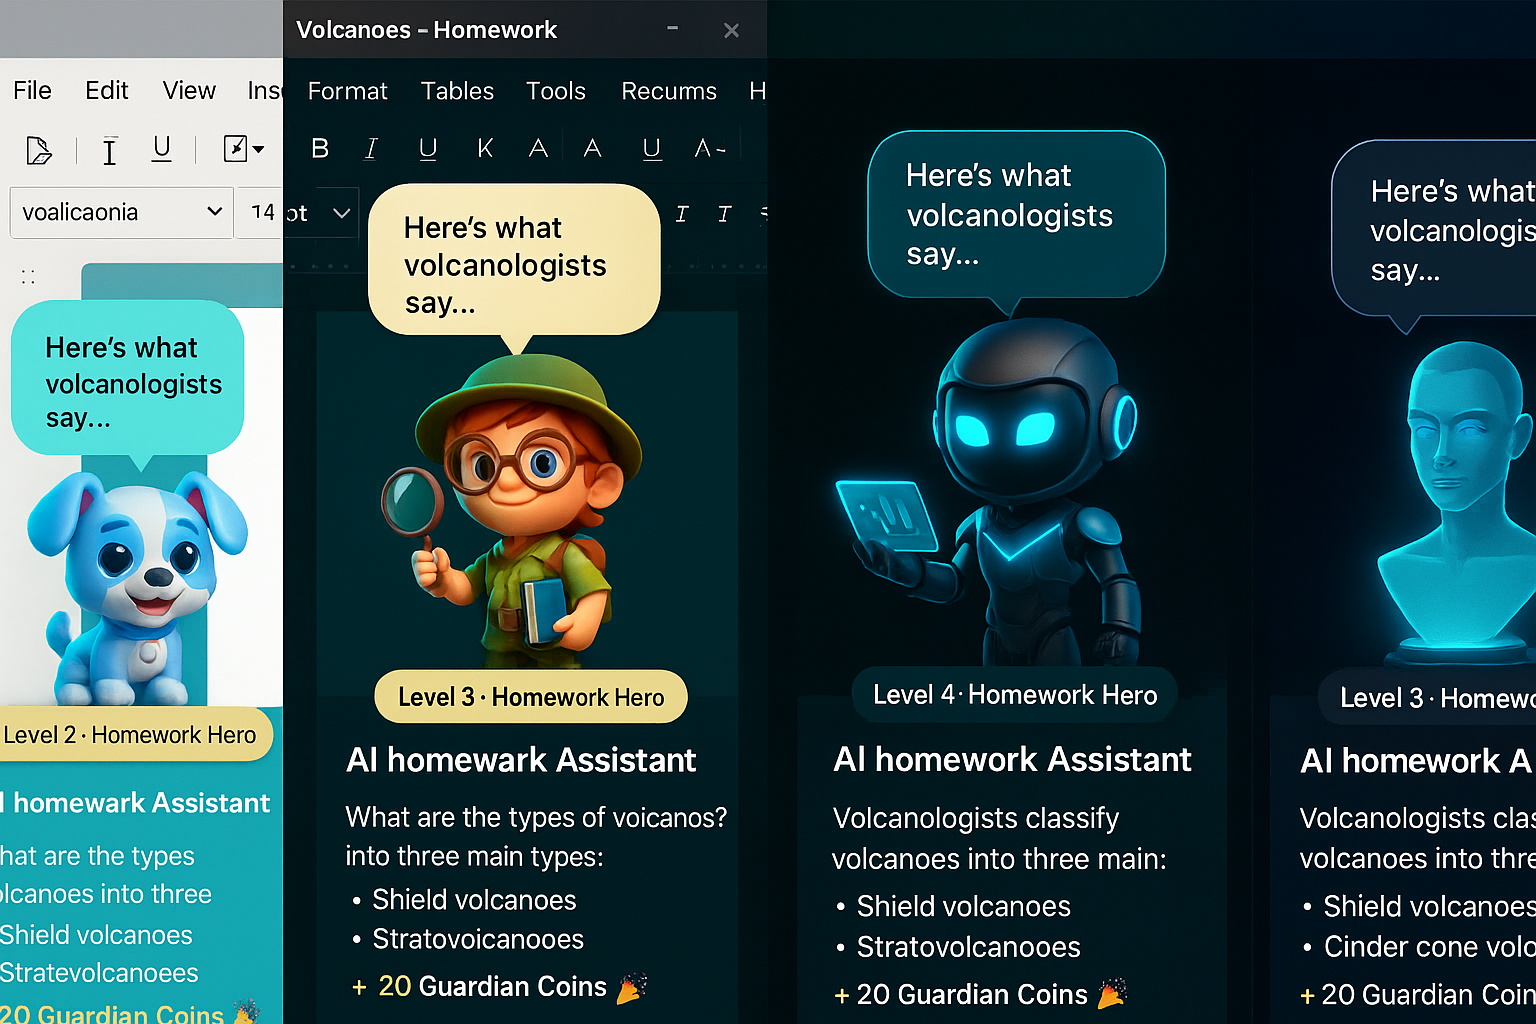 Volcanoes – Homework
File Edit View Ins
Format Tables Tools Recums H
B I U K A A U A
voalicaonia 14
ot
I T
Here's what
volcanologists
say...
Level 2 · Homework Hero
I homewark Assistant
hat are the types
olcanoes into three
Shield volcanoes
Stratevolcanoees
20 Guardian Coins
Here's what
volcanologists
say...
Level 3 · Homework Hero
AI homewark Assistant
What are the types of voicanos?
into three main types:
• Shield volcanoes
• Stratovoicanooes
+ 20 Guardian Coins
Here's what
volcanologists
say...
Level 4 · Homework Hero
AI homework Assistant
Volcanologists classify
volcanoes into three main:
• Shield volcanoes
• Stratovolcanooes
+ 20 Guardian Coins
Here's what
volcanologis
say...
Level 3 · Homewo
AI homework A
Volcanologists clas
volcanoes into thre
• Shield volcanoes
• Cinder cone volc
+ 20 Guardian Coin